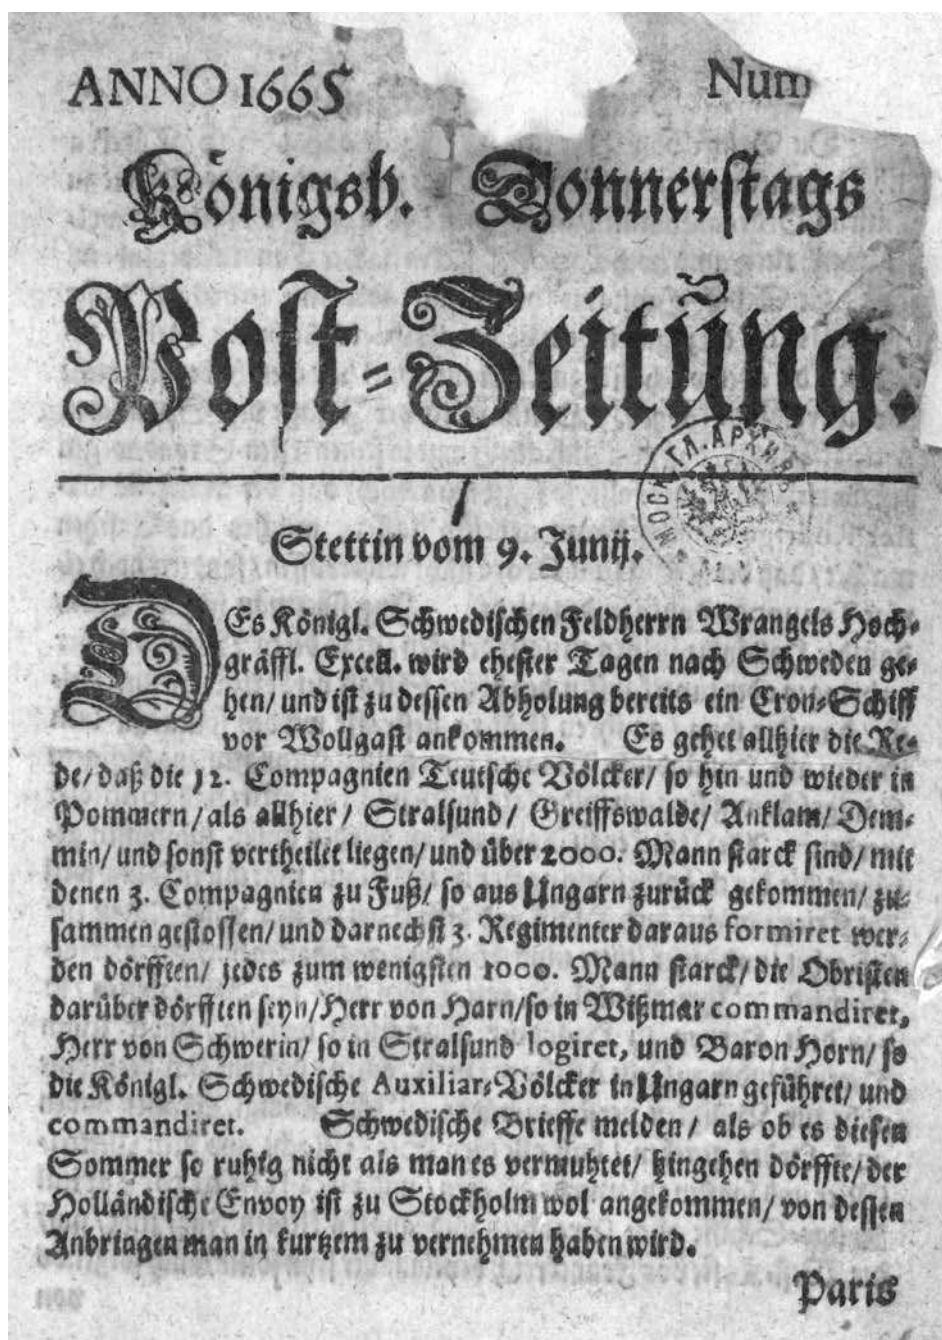 ANNO 1665 Num
Königsb. Donnerstags
Post-Zeitung.
МОСК. ГЛ. АРХИВ
Stettin vom 9. Junij.
DEs Königl. Schwedischen Feldherrn Wrangels Hoch-
gräffl. Excell. wird ehester Tagen nach Schweden ge-
hen/ und ist zu dessen Abholung bereits ein Cron-Schiff
vor Wollgast ankommen. Es gehet allhier die Re-
de/ daß die 12. Compagnien Teutsche Völcker/ so hin und wieder in
Pommern/ als allhier/ Stralsund/ Greiffswalde/ Anklam/ Dem-
min/ und sonst vertheilet liegen/ und über 2000. Mann starck sind/ mit
denen 3. Compagnien zu Fuß/ so aus Ungarn zurück gekommen/ zu-
sammen gestossen/ und darnechst 3. Regimenter daraus formiret wer-
den dörfften/ jedes zum wenigsten 1000. Mann starck/ die Obristen
darüber dörfften seyn/ Herr von Harn/ so in Wißmar commandiret,
Herr von Schwerin/ so in Stralsund logiret, und Baron Horn/ so
die Königl. Schwedische Auxiliar-Völcker in Ungarn geführet/ und
commandiret. Schwedische Brieffe melden/ als ob es diesen
Sommer so ruhig nicht als man es vermuhtet/ hingehen dörffte/ der
Holländische Envoy ist zu Stockholm wol angekommen/ von dessen
Anbringen man in kurtzem zu vernehmen haben wird.
Paris